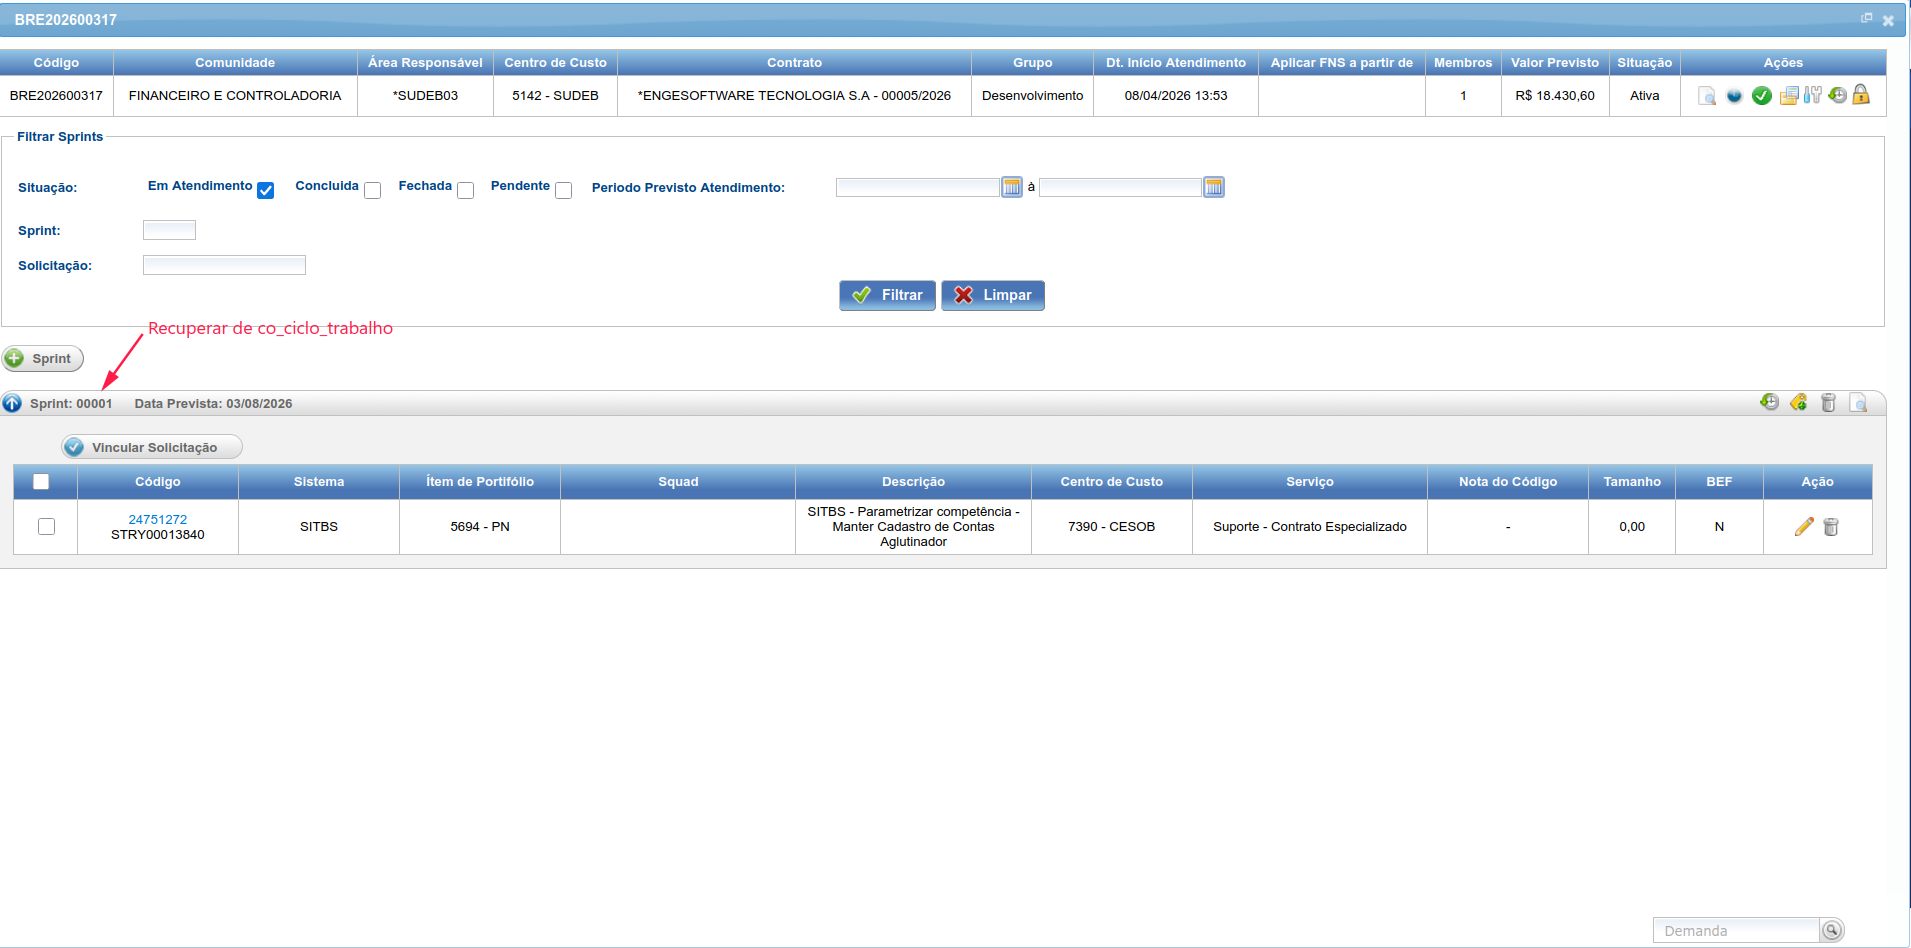 BRE202600317
Código Comunidade Área Responsável Centro de Custo Contrato Grupo Dt. Inicio Atendimento Aplicar FNS a partir de Membros Valor Previsto Situação Ações
BRE202600317 FINANCEIRO E CONTROLADORIA *SUDEB03 5142 - SUDEB *ENGESOFTWARE TECNOLOGIA S.A - 00005/2026 Desenvolvimento 08/04/2026 13:53 1 R$ 18.430,60 Ativa
Filtrar Sprints
Situação: Em Atendimento Concluida Fechada Pendente Periodo Previsto Atendimento: à
Sprint:
Solicitação:
Filtrar Limpar
Recuperar de co_ciclo_trabalho
Sprint
Sprint: 00001 Data Prevista: 03/08/2026
Vincular Solicitação
Código Sistema Ítem de Portifólio Squad Descrição Centro de Custo Serviço Nota do Código Tamanho BEF Ação
24751272
STRY00013840
SITBS
5694 - PN
SITBS - Parametrizar competência -
Manter Cadastro de Contas
Aglutinador
7390 - CESOB
Suporte - Contrato Especializado
-
0,00
N
Demanda